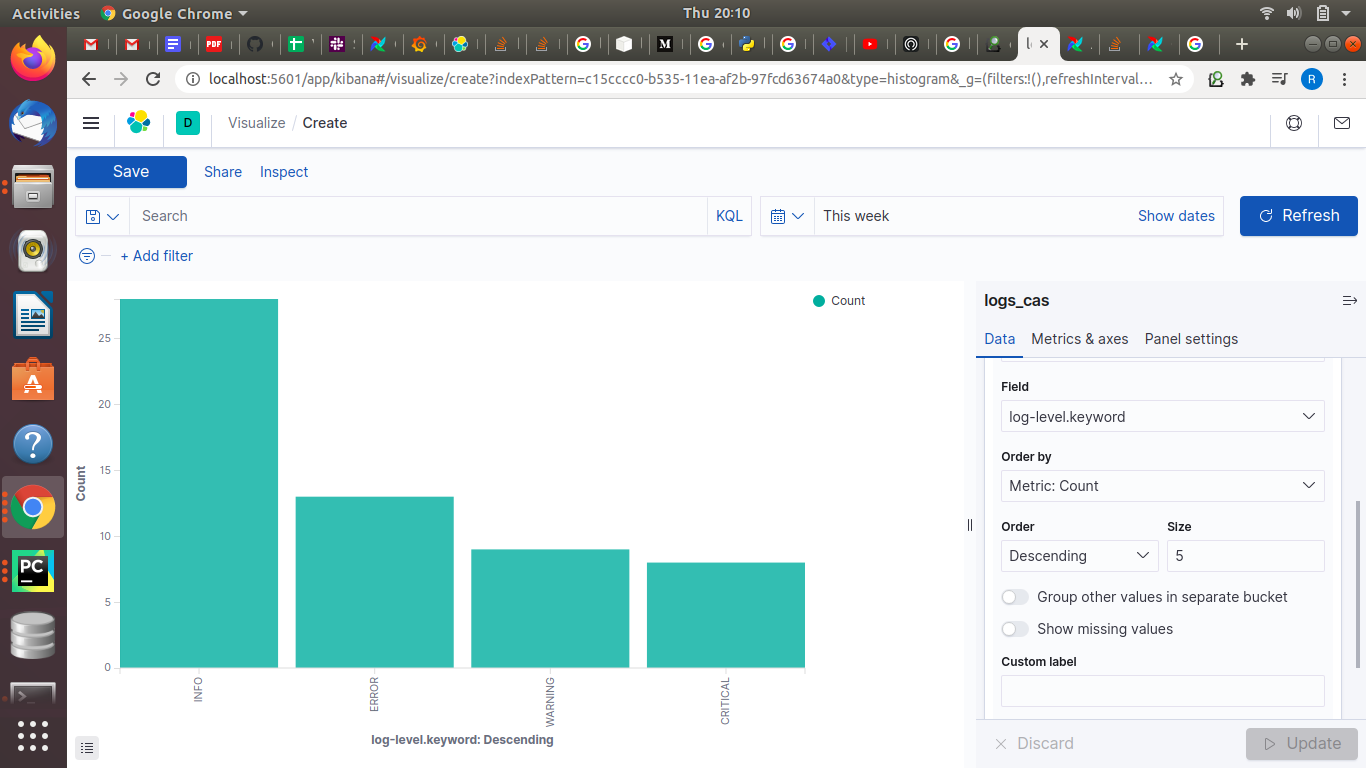 Activities Google Chrome Thu 20:10
PDF
M
l
localhost:5601/app/kibana#/visualize/create?indexPattern=c15cccc0-b535-11ea-af2b-97fcd63674a0&type=histogram&_g=(filters:!(),refreshInterval... R
D Visualize / Create
Save Share Inspect
Search KQL This week Show dates Refresh
+ Add filter
Count
logs_cas
Data Metrics & axes Panel settings
Field
log-level.keyword
Order by
Metric: Count
Order Size
Descending 5
Group other values in separate bucket
Show missing values
Custom label
Discard Update
Count
25
20
15
10
5
0
INFO ERROR WARNING CRITICAL
log-level.keyword: Descending
A
?
PC
>_